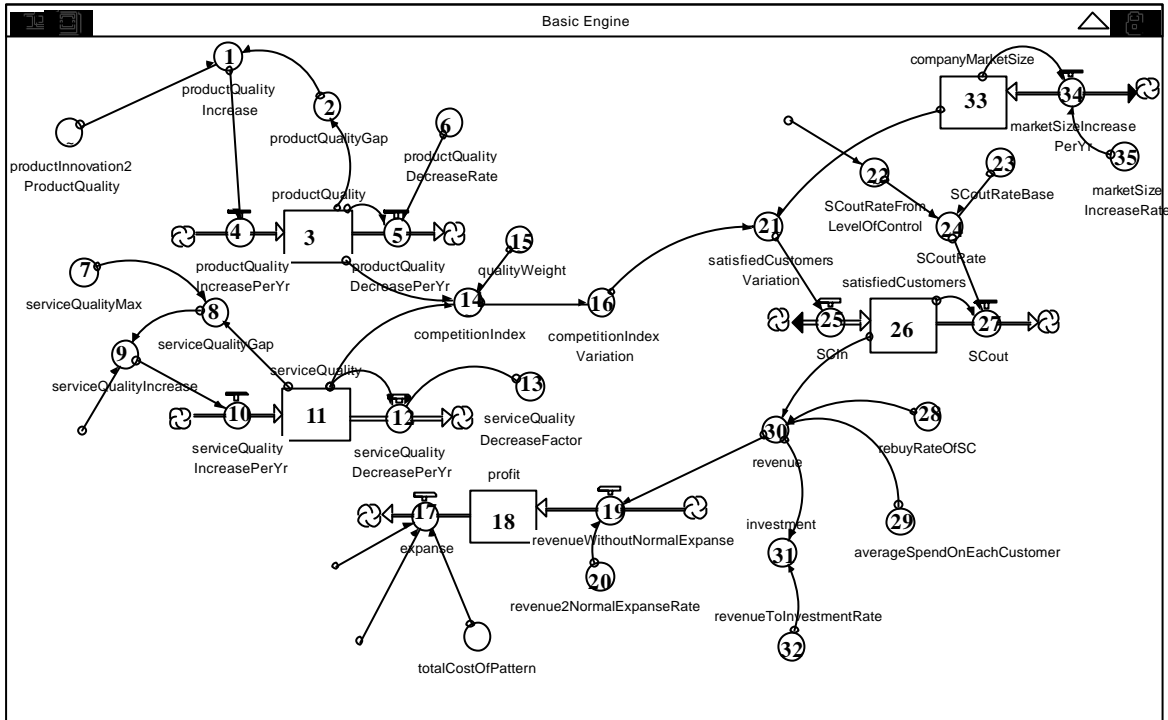 Basic Engine
1
productQuality
Increase
2
productQualityGap
6
productQuality
DecreaseRate
~
productInnovation2
ProductQuality
productQuality
4
3
5
productQuality
IncreasePerYr
productQuality
DecreasePerYr
15
qualityWeight
7
serviceQualityMax
8
serviceQualityGap
14
competitionIndex
16
competitionIndex
Variation
9
serviceQualityIncrease
serviceQuality
10
11
12
13
serviceQuality
IncreasePerYr
serviceQuality
DecreasePerYr
serviceQuality
DecreaseFactor
companyMarketSize
33
34
marketSizeIncrease
PerYr
35
marketSize
IncreaseRate
22
SCoutRateFrom
LevelOfControl
23
SCoutRateBase
21
satisfiedCustomers
Variation
24
SCoutRate
satisfiedCustomers
25
SCIn
26
27
SCout
28
rebuyRateOfSC
30
revenue
29
averageSpendOnEachCustomer
profit
17
expanse
18
19
revenueWithoutNormalExpanse
20
revenue2NormalExpanseRate
investment
31
revenueToInvestmentRate
32
totalCostOfPattern